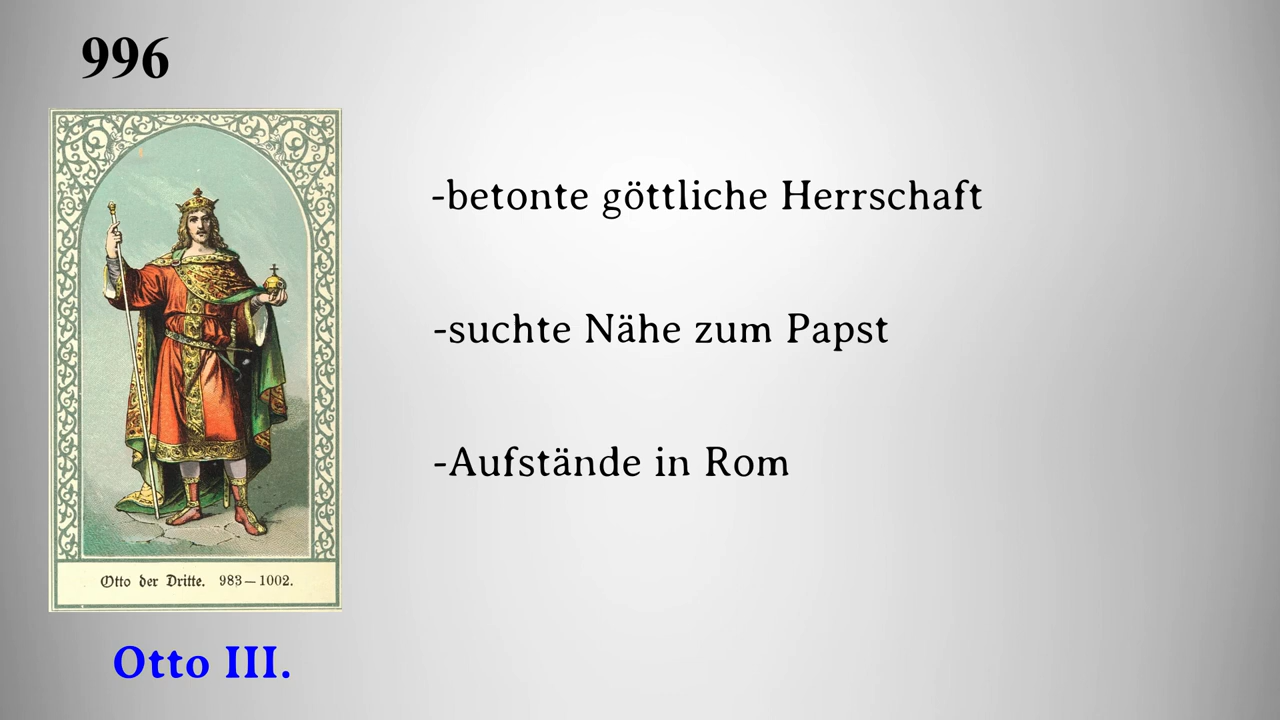 996
Otto der Dritte. 983—1002.
Otto III.
-betonte göttliche Herrschaft
-suchte Nähe zum Papst
-Aufstände in Rom